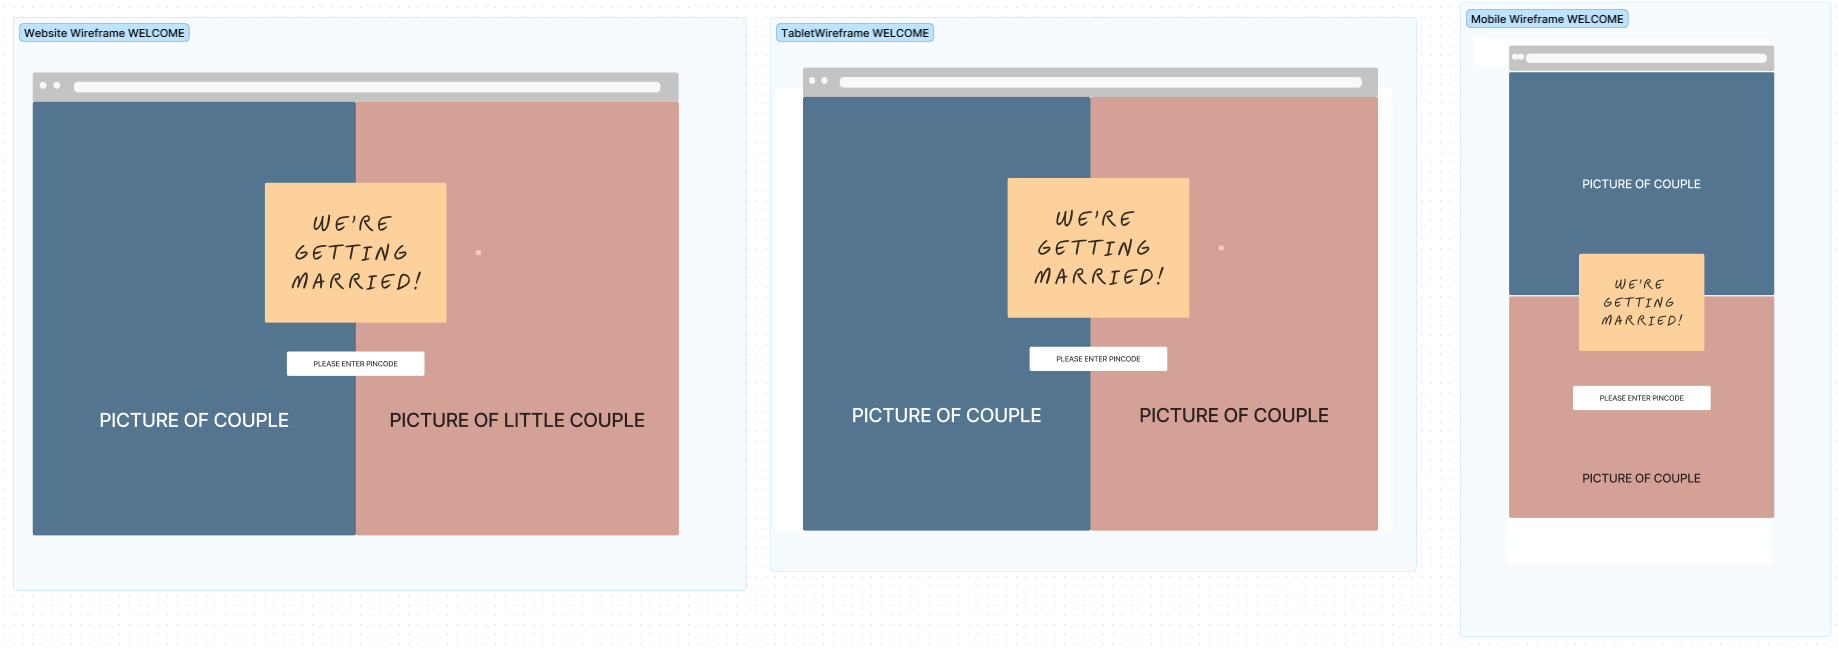 Website Wireframe WELCOME
WE'RE
GETTING
MARRIED!
PLEASE ENTER PINCODE
PICTURE OF COUPLE
PICTURE OF LITTLE COUPLE
TabletWireframe WELCOME
WE'RE
GETTING
MARRIED!
PLEASE ENTER PINCODE
PICTURE OF COUPLE
PICTURE OF COUPLE
Mobile Wireframe WELCOME
PICTURE OF COUPLE
WE'RE
GETTING
MARRIED!
PLEASE ENTER PINCODE
PICTURE OF COUPLE